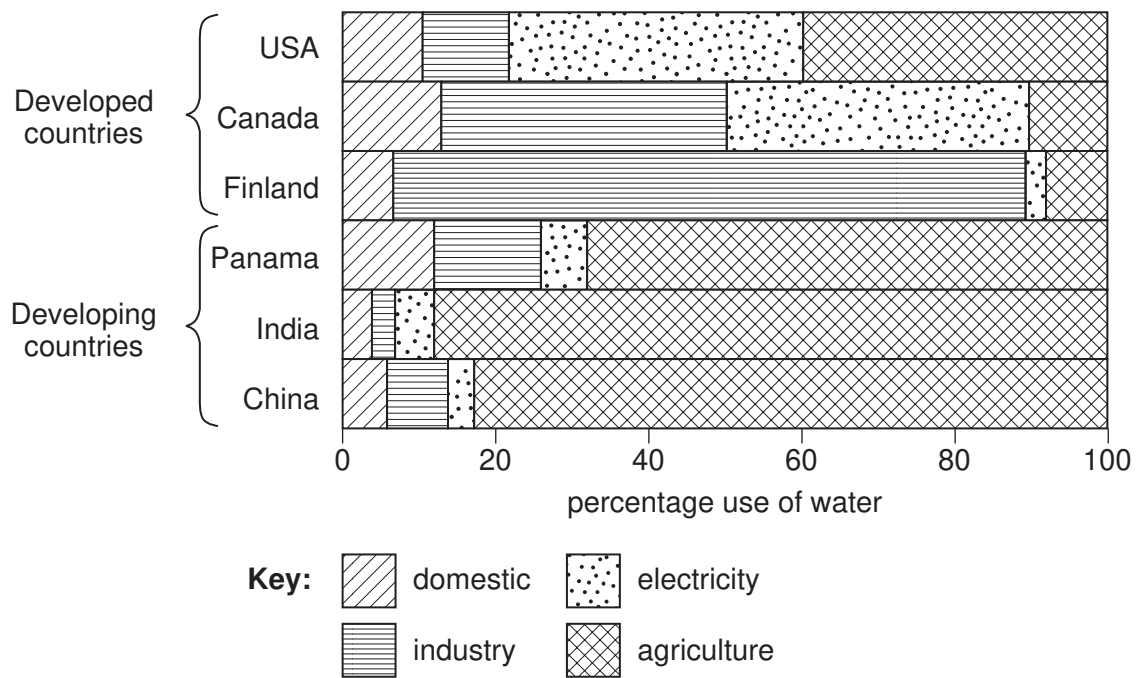 Developed
countries
USA
Canada
Finland
Developing
countries
Panama
India
China
0 20 40 60 80 100
percentage use of water
Key:
domestic
electricity
industry
agriculture